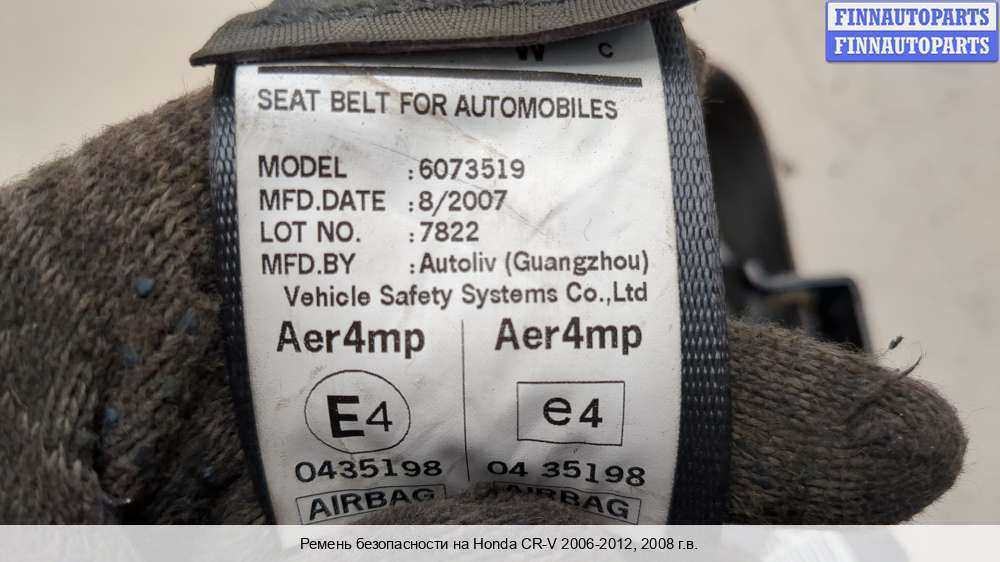 FINNAUTOPARTS
FINNAUTOPARTS
W C
SEAT BELT FOR AUTOMOBILES
MODEL :6073519
MFD.DATE :8/2007
LOT NO. :7822
MFD.BY :Autoliv (Guangzhou)
Vehicle Safety Systems Co.,Ltd
Aer4mp Aer4mp
E4 e4
0435198 04 35198
AIRBAG AIRBAG
Ремень безопасности на Honda CR-V 2006-2012, 2008 г.в.